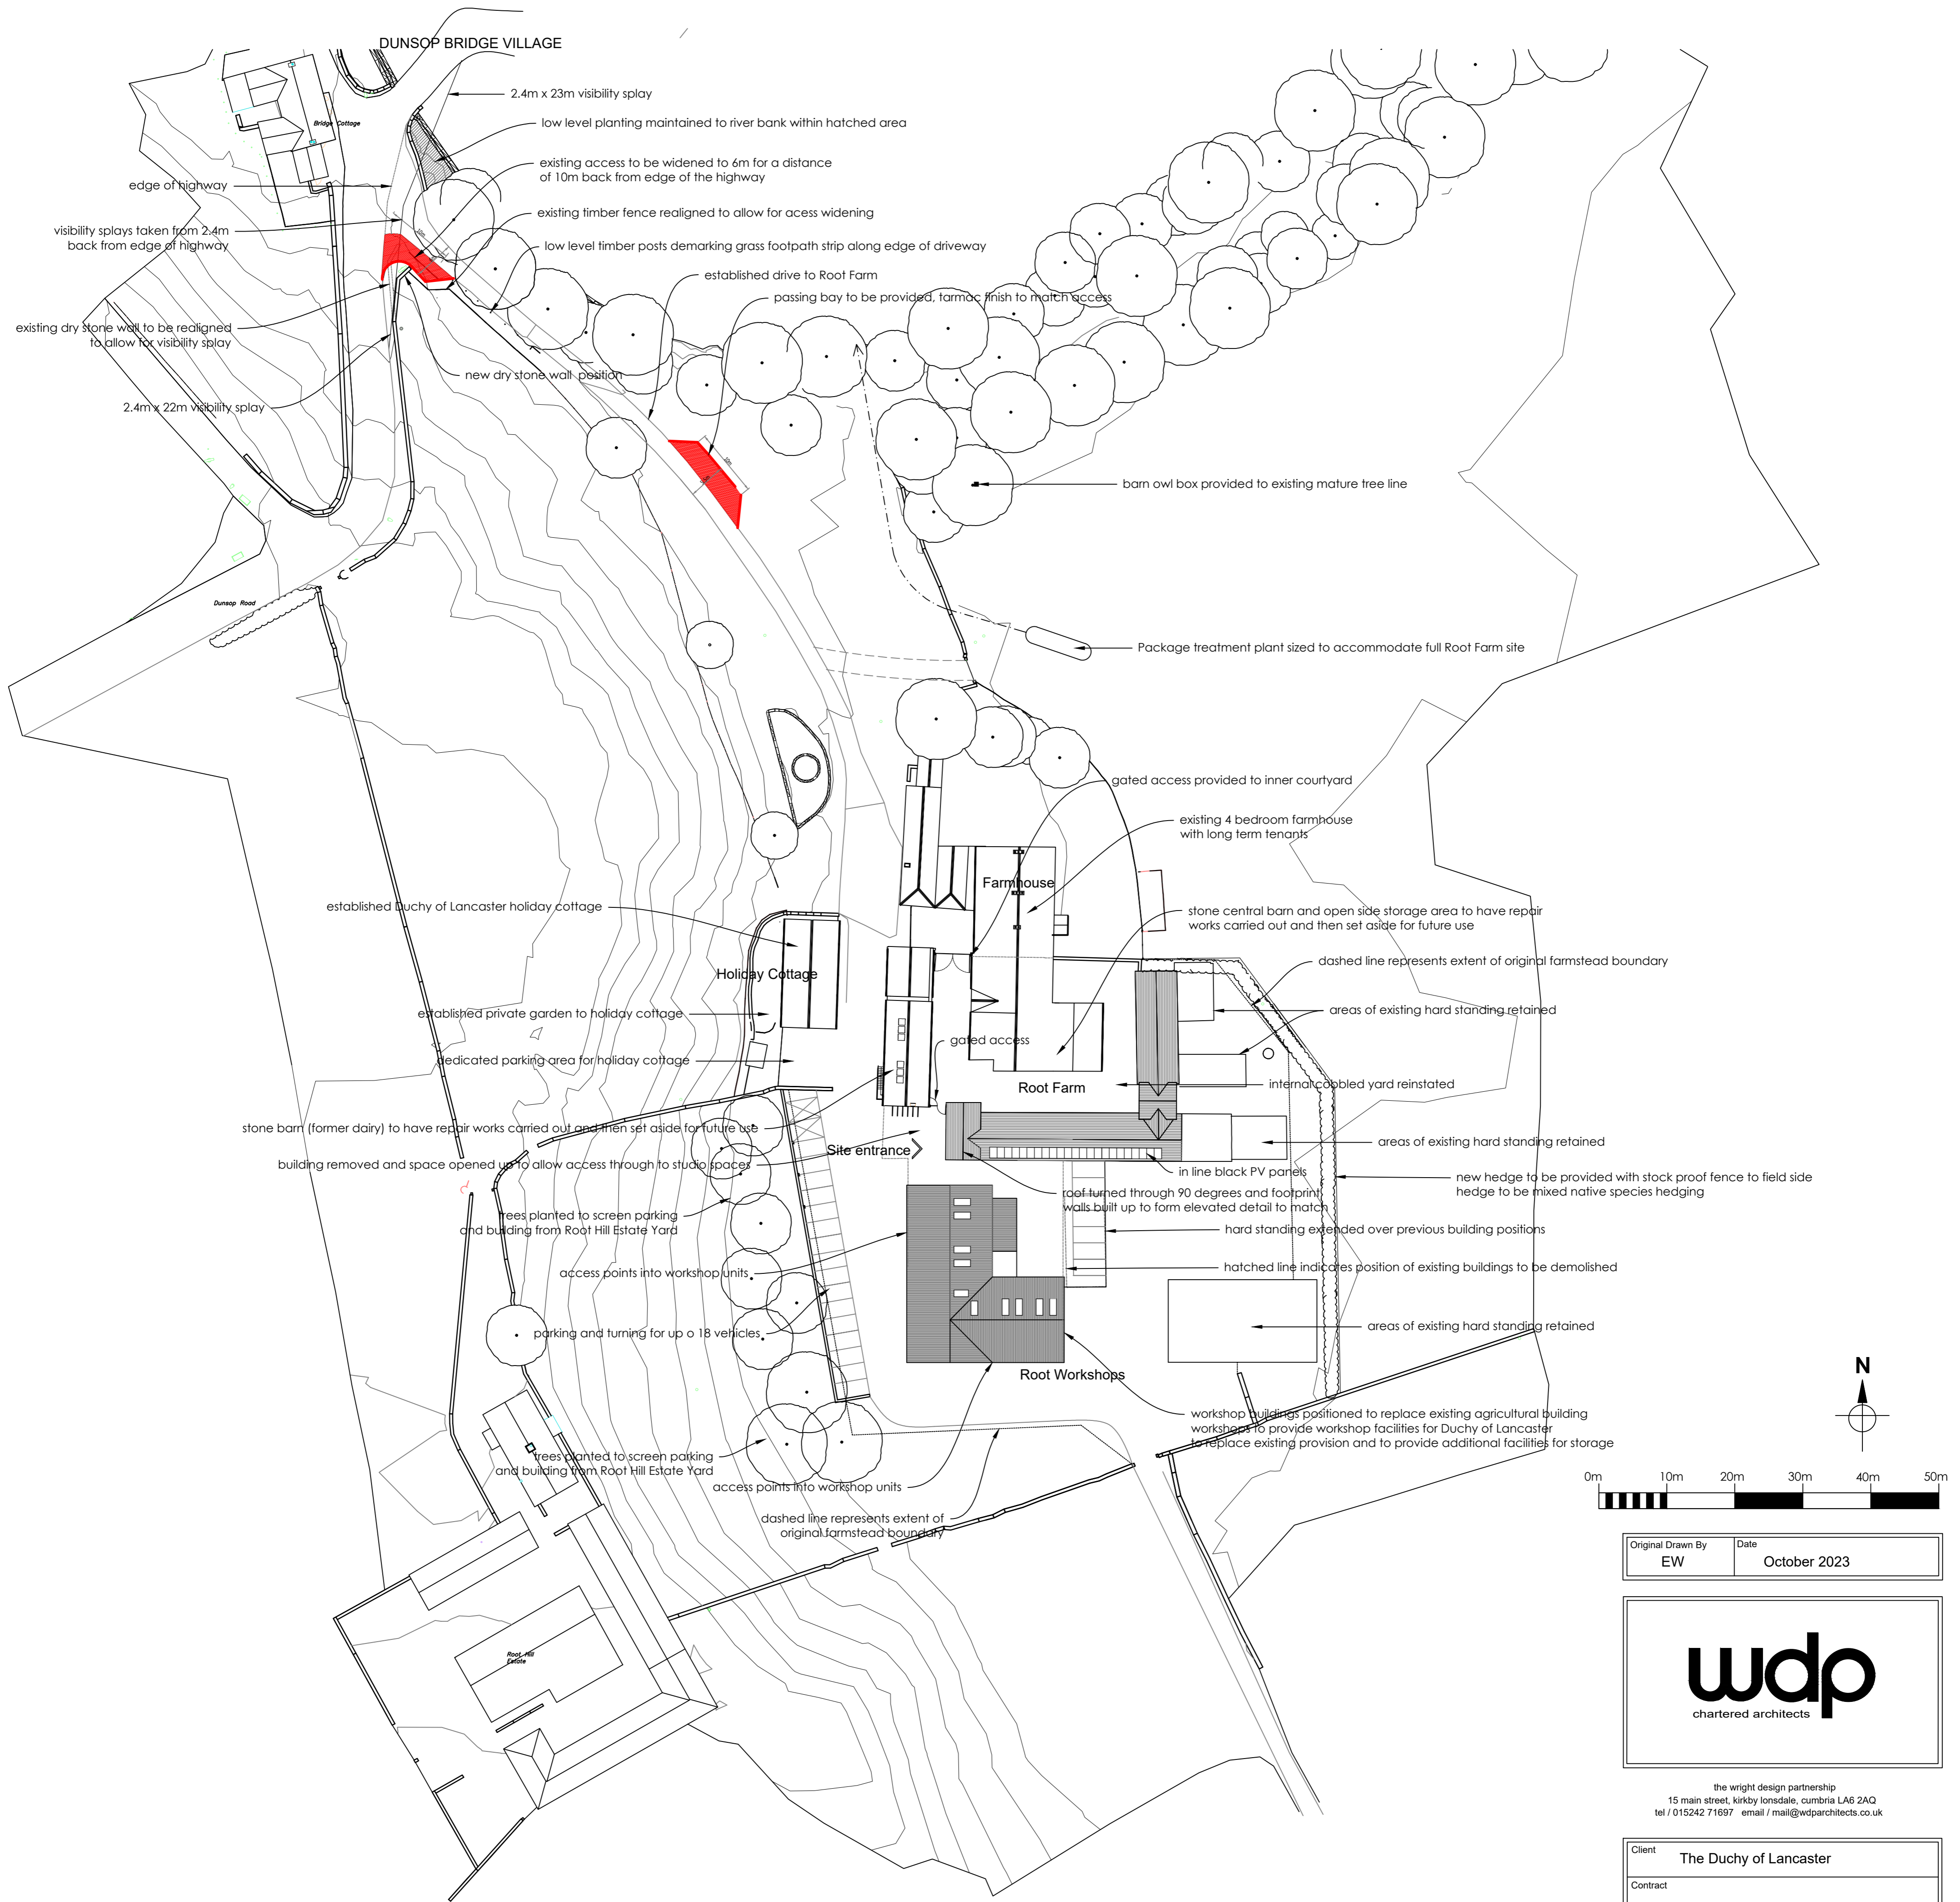 DUNSOP BRIDGE VILLAGE
2.4m x 23m visibility splay
Bridge Cottage
low level planting maintained to river bank within hatched area
existing access to be widened to 6m for a distance
of 10m back from edge of the highway
edge of highway
existing timber fence realigned to allow for acess widening
visibility splays taken from 2.4m
back from edge of highway
low level timber posts demarking grass footpath strip along edge of driveway
established drive to Root Farm
passing bay to be provided, tarmac finish to match access
existing dry stone wall to be realigned
to allow for visibility splay
new dry stone wall position
2.4m x 22m visibility splay
barn owl box provided to existing mature tree line
Dunsop Road
Package treatment plant sized to accommodate full Root Farm site
gated access provided to inner courtyard
existing 4 bedroom farmhouse
with long term tenants
Farmhouse
established Duchy of Lancaster holiday cottage
stone central barn and open side storage area to have repair
works carried out and then set aside for future use
dashed line represents extent of original farmstead boundary
Holiday Cottage
established private garden to holiday cottage
areas of existing hard standing retained
gated access
dedicated parking area for holiday cottage
Root Farm
internal cobbled yard reinstated
stone barn (former dairy) to have repair works carried out and then set aside for future use
Site entrance
areas of existing hard standing retained
building removed and space opened up to allow access through to studio spaces
in line black PV panels
new hedge to be provided with stock proof fence to field side
hedge to be mixed native species hedging
roof turned through 90 degrees and footprint
walls built up to form elevated detail to match
trees planted to screen parking
and building from Root Hill Estate Yard
hard standing extended over previous building positions
access points into workshop units
hatched line indicates position of existing buildings to be demolished
parking and turning for up o 18 vehicles
areas of existing hard standing retained
Root Workshops
N
workshop buildings positioned to replace existing agricultural building
workshops to provide workshop facilities for Duchy of Lancaster
to replace existing provision and to provide additional facilities for storage
trees planted to screen parking
and building from Root Hill Estate Yard
access points into workshop units
0m 10m 20m 30m 40m 50m
dashed line represents extent of
original farmstead boundary
Root Hill
Estate
Original Drawn By
EW
Date
October 2023
wdp
chartered architects
the wright design partnership
15 main street, kirkby lonsdale, cumbria LA6 2AQ
tel / 015242 71697 email / mail@wdparchitects.co.uk
Client
The Duchy of Lancaster
Contract